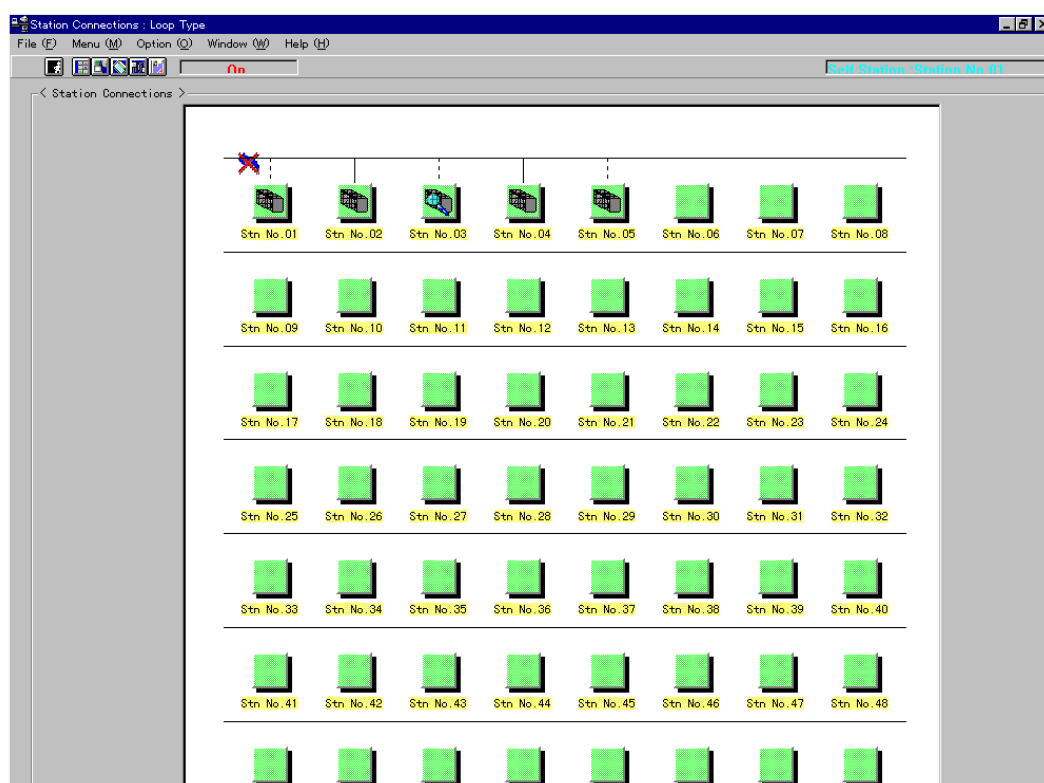 Station Connections : Loop Type
File (F) Menu (M) Option (O) Window (W) Help (H)
On Self Station :Station No.01
< Station Connections >
Stn No.01 Stn No.02 Stn No.03 Stn No.04 Stn No.05 Stn No.06 Stn No.07 Stn No.08
Stn No.09 Stn No.10 Stn No.11 Stn No.12 Stn No.13 Stn No.14 Stn No.15 Stn No.16
Stn No.17 Stn No.18 Stn No.19 Stn No.20 Stn No.21 Stn No.22 Stn No.23 Stn No.24
Stn No.25 Stn No.26 Stn No.27 Stn No.28 Stn No.29 Stn No.30 Stn No.31 Stn No.32
Stn No.33 Stn No.34 Stn No.35 Stn No.36 Stn No.37 Stn No.38 Stn No.39 Stn No.40
Stn No.41 Stn No.42 Stn No.43 Stn No.44 Stn No.45 Stn No.46 Stn No.47 Stn No.48